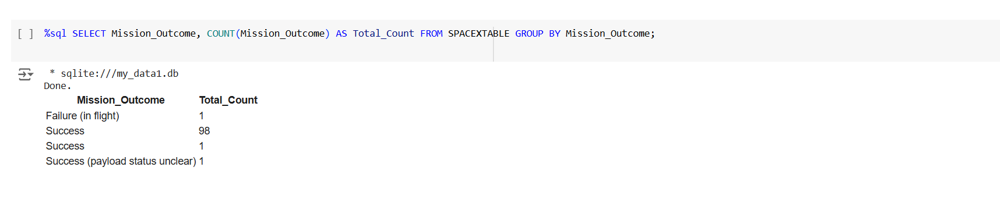 [ ] %sql SELECT Mission_Outcome, COUNT(Mission_Outcome) AS Total_Count FROM SPACEXTABLE GROUP BY Mission_Outcome;
* sqlite:///my_data1.db
Done.
Mission_Outcome Total_Count
Failure (in flight) 1
Success 98
Success 1
Success (payload status unclear) 1